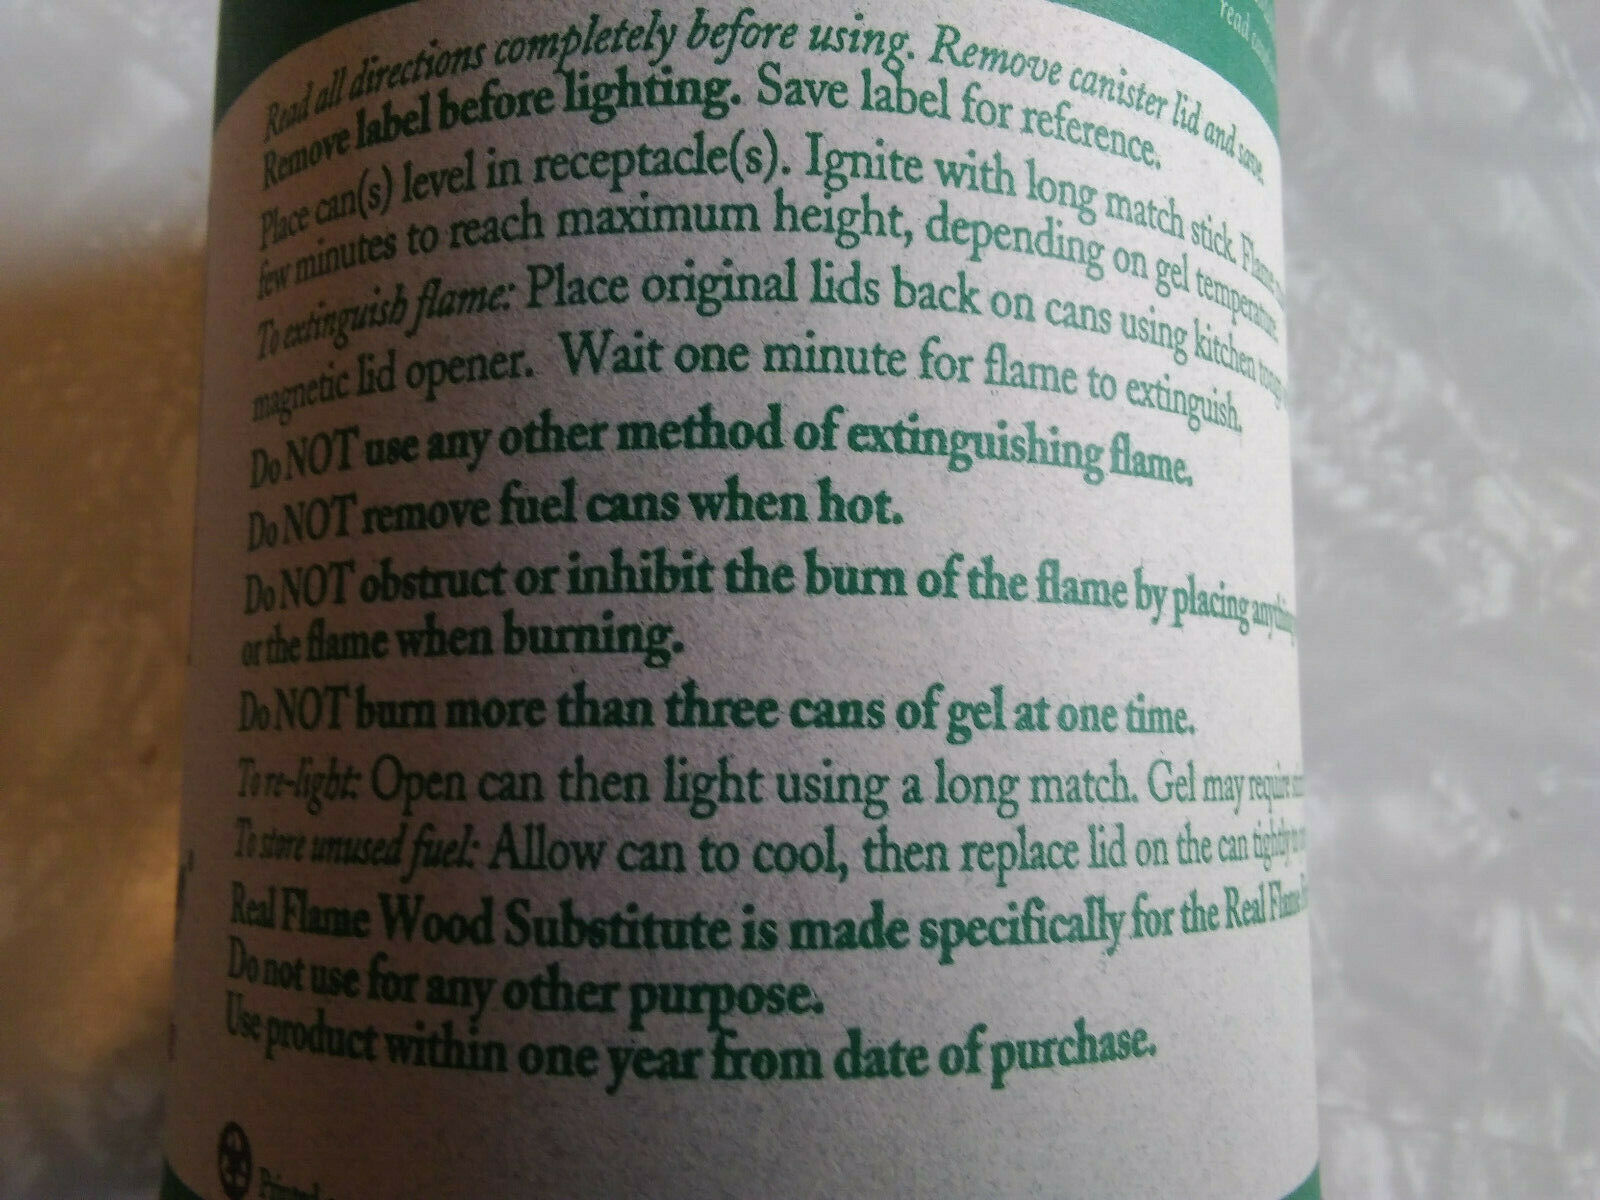 read
Read all directions completely before using. Remove canister lid and save.
Remove label before lighting. Save label for reference.
Place can(s) level in receptacle(s). Ignite with long match stick. Flame
few minutes to reach maximum height, depending on gel temperature.
To extinguish flame: Place original lids back on cans using kitchen tongs
magnetic lid opener. Wait one minute for flame to extinguish.
Do NOT use any other method of extinguishing flame.
Do NOT remove fuel cans when hot.
Do NOT obstruct or inhibit the burn of the flame by placing anything
or the flame when burning.
Do NOT burn more than three cans of gel at one time.
To re-light: Open can then light using a long match. Gel may require
To store unused fuel: Allow can to cool, then replace lid on the can tightly
Real Flame Wood Substitute is made specifically for the Real Flame
Do not use for any other purpose.
Use product within one year from date of purchase.
Printed